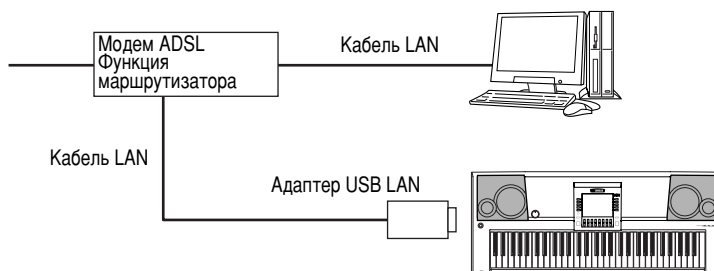 Модем ADSL
Функция
маршрутизатора
Кабель LAN
Кабель LAN
Адаптер USB LAN